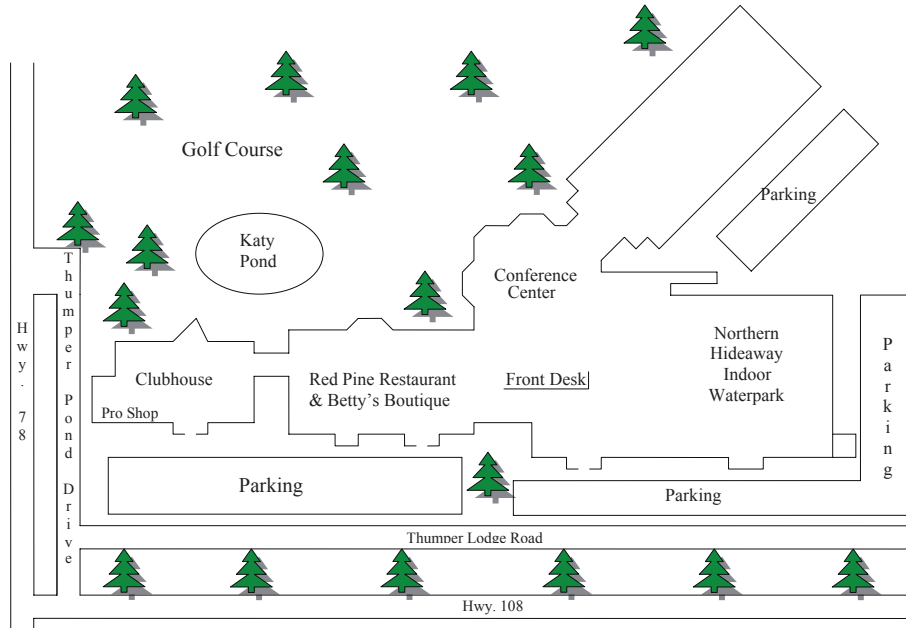 Golf Course
Parking
Katy
Pond
Conference
Center
Thumper Pond Drive
Hwy. 78
Northern
Hideaway
Indoor
Waterpark
Parking
Clubhouse
Red Pine Restaurant
& Betty's Boutique
Front Desk
Pro Shop
Parking
Parking
Thumper Lodge Road
Hwy. 108